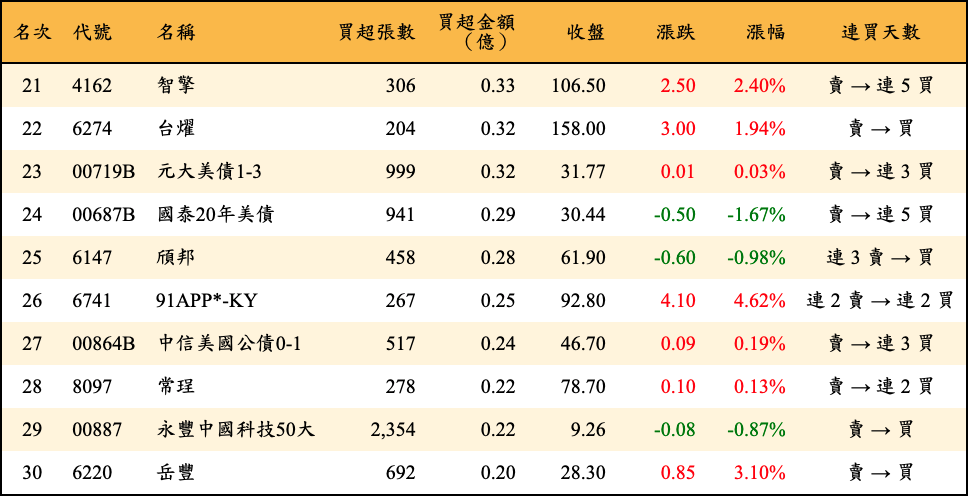 名次 代號 名稱 買超張數 買超金額（億） 收盤 漲跌 漲幅 連買天數
21 4162 智擎 306 0.33 106.50 2.50 2.40% 賣 → 連 5 買
22 6274 台燿 204 0.32 158.00 3.00 1.94% 賣 → 買
23 00719B 元大美債1-3 999 0.32 31.77 0.01 0.03% 賣 → 連 3 買
24 00687B 國泰20年美債 941 0.29 30.44 -0.50 -1.67% 賣 → 連 5 買
25 6147 頎邦 458 0.28 61.90 -0.60 -0.98% 連 3 賣 → 買
26 6741 91APP*-KY 267 0.25 92.80 4.10 4.62% 連 2 賣 → 連 2 買
27 00864B 中信美國公債0-1 517 0.24 46.70 0.09 0.19% 賣 → 連 3 買
28 8097 常珵 278 0.22 78.70 0.10 0.13% 賣 → 連 2 買
29 00887 永豐中國科技50大 2,354 0.22 9.26 -0.08 -0.87% 賣 → 買
30 6220 岳豐 692 0.20 28.30 0.85 3.10% 賣 → 買